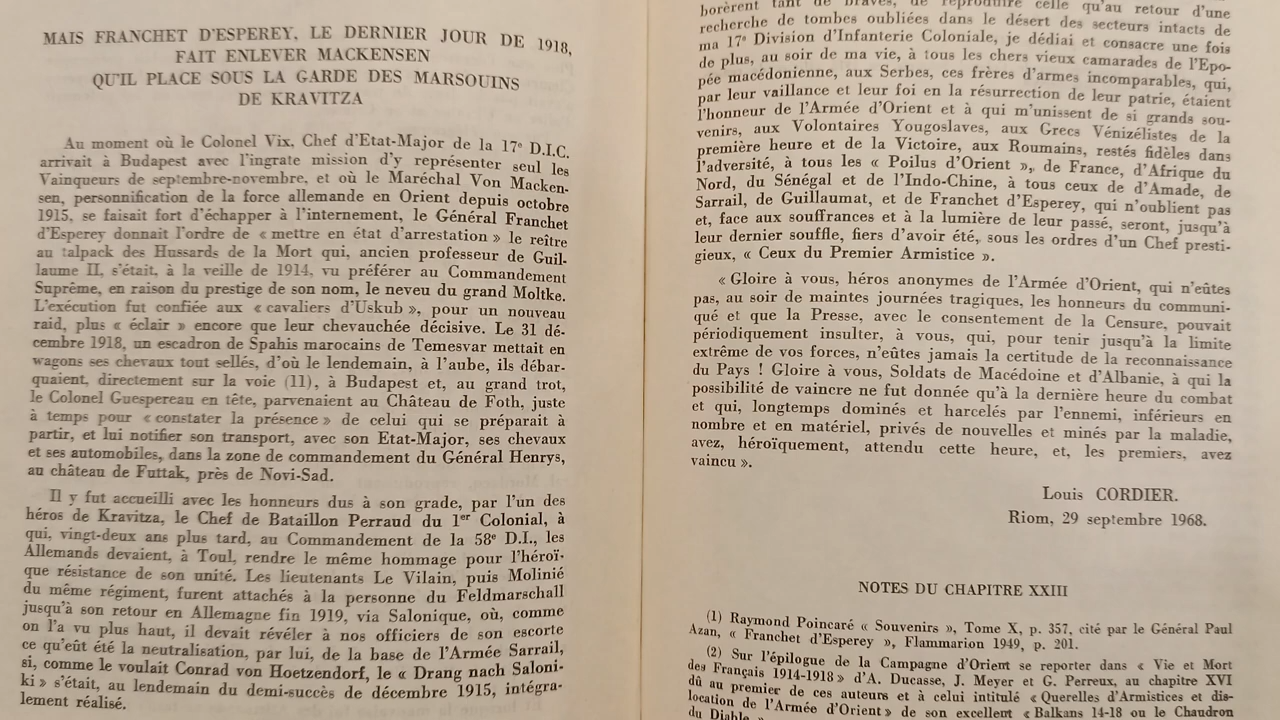 MAIS FRANCHET D'ESPEREY, LE DERNIER JOUR DE 1918,
FAIT ENLEVER MACKENSEN
QU'IL PLACE SOUS LA GARDE DES MARSOUINS
DE KRAVITZA
Au moment où le Colonel Vix, Chef d'Etat-Major de la 17e D.I.C.
arrivait à Budapest avec l'ingrate mission d'y représenter seul les
Vainqueurs de septembre-novembre, et où le Maréchal Von Macken-
sen, personnification de la force allemande en Orient depuis octobre
1915, se faisait fort d'échapper à l'internement, le Général Franchet
d'Esperey donnait l'ordre de « mettre en état d'arrestation » le reître
au talpack des Hussards de la Mort qui, ancien professeur de Guil-
laume II, s'était, à la veille de 1914, vu préférer au Commandement
Suprême, en raison du prestige de son nom, le neveu du grand Moltke.
L'exécution fut confiée aux « cavaliers d'Uskub », pour un nouveau
raid, plus « éclair » encore que leur chevauchée décisive. Le 31 dé-
cembre 1918, un escadron de Spahis marocains de Temesvar mettait en
wagons ses chevaux tout sellés, d'où le lendemain, à l'aube, ils débar-
quaient, directement sur la voie (11), à Budapest et, au grand trot,
le Colonel Guespereau en tête, parvenaient au Château de Foth, juste
à temps pour « constater la présence » de celui qui se préparait à
partir, et lui notifier son transport, avec son Etat-Major, ses chevaux
et ses automobiles, dans la zone de commandement du Général Henrys,
au château de Futtak, près de Novi-Sad.
Il y fut accueilli avec les honneurs dus à son grade, par l'un des
héros de Kravitza, le Chef de Bataillon Perraud du 1er Colonial, à
qui, vingt-deux ans plus tard, au Commandement de la 58e D.I., les
Allemands devaient, à Toul, rendre le même hommage pour l'héroï-
que résistance de son unité. Les lieutenants Le Vilain, puis Molinié
du même régiment, furent attachés à la personne du Feldmarschall
jusqu'à son retour en Allemagne fin 1919, via Salonique, où, comme
on l'a vu plus haut, il devait révéler à nos officiers de son escorte
ce qu'eût été la neutralisation, par lui, de la base de l'Armée Sarrail,
si, comme le voulait Conrad von Hoetzendorf, le « Drang nach Saloni-
ki » s'était, au lendemain du demi-succès de décembre 1915, intégra-
lement réalisé.
borèrent tant de braves, de reproduire celle qu'au retour d'une
recherche de tombes oubliées dans le désert des secteurs intacts de
ma 17e Division d'Infanterie Coloniale, je dédiai et consacre une fois
de plus, au soir de ma vie, à tous les chers vieux camarades de l'Epo-
pée macédonienne, aux Serbes, ces frères d'armes incomparables, qui,
par leur vaillance et leur foi en la résurrection de leur patrie, étaient
l'honneur de l'Armée d'Orient et à qui m'unissent de si grands sou-
venirs, aux Volontaires Yougoslaves, aux Grecs Vénizélistes de la
première heure et de la Victoire, aux Roumains, restés fidèles dans
l'adversité, à tous les « Poilus d'Orient », de France, d'Afrique du
Nord, du Sénégal et de l'Indo-Chine, à tous ceux de d'Amade, de
Sarrail, de Guillaumat, et de Franchet d'Esperey, qui n'oublient pas
et, face aux souffrances et à la lumière de leur passé, seront, jusqu'à
leur dernier souffle, fiers d'avoir été, sous les ordres d'un Chef presti-
gieux, « Ceux du Premier Armistice ».
« Gloire à vous, héros anonymes de l'Armée d'Orient, qui n'eûtes
pas, au soir de maintes journées tragiques, les honneurs du communi-
qué et que la Presse, avec le consentement de la Censure, pouvait
périodiquement insulter, à vous, qui, pour tenir jusqu'à la limite
extrême de vos forces, n'eûtes jamais la certitude de la reconnaissance
du Pays ! Gloire à vous, Soldats de Macédoine et d'Albanie, à qui la
possibilité de vaincre ne fut donnée qu'à la dernière heure du combat
et qui, longtemps dominés et harcelés par l'ennemi, inférieurs en
nombre et en matériel, privés de nouvelles et minés par la maladie,
avez, héroïquement, attendu cette heure, et, les premiers, avez
vaincu ».
Louis CORDIER.
Riom, 29 septembre 1968.
NOTES DU CHAPITRE XXIII
(1) Raymond Poincaré « Souvenirs », Tome X, p. 357, cité par le Général Paul
Azan, « Franchet d'Esperey », Flammarion 1949, p. 201.
(2) Sur l'épilogue de la Campagne d'Orient se reporter dans « Vie et Mort
des Français 1914-1918 » d'A. Ducasse, J. Meyer et G. Perreux, au chapitre XVI
dû au premier de ces auteurs et à celui intitulé « Querelles d'Armistices et dis-
location de l'Armée d'Orient » de son excellent « Balkans 14-18 ou le Chaudron
du Diable »